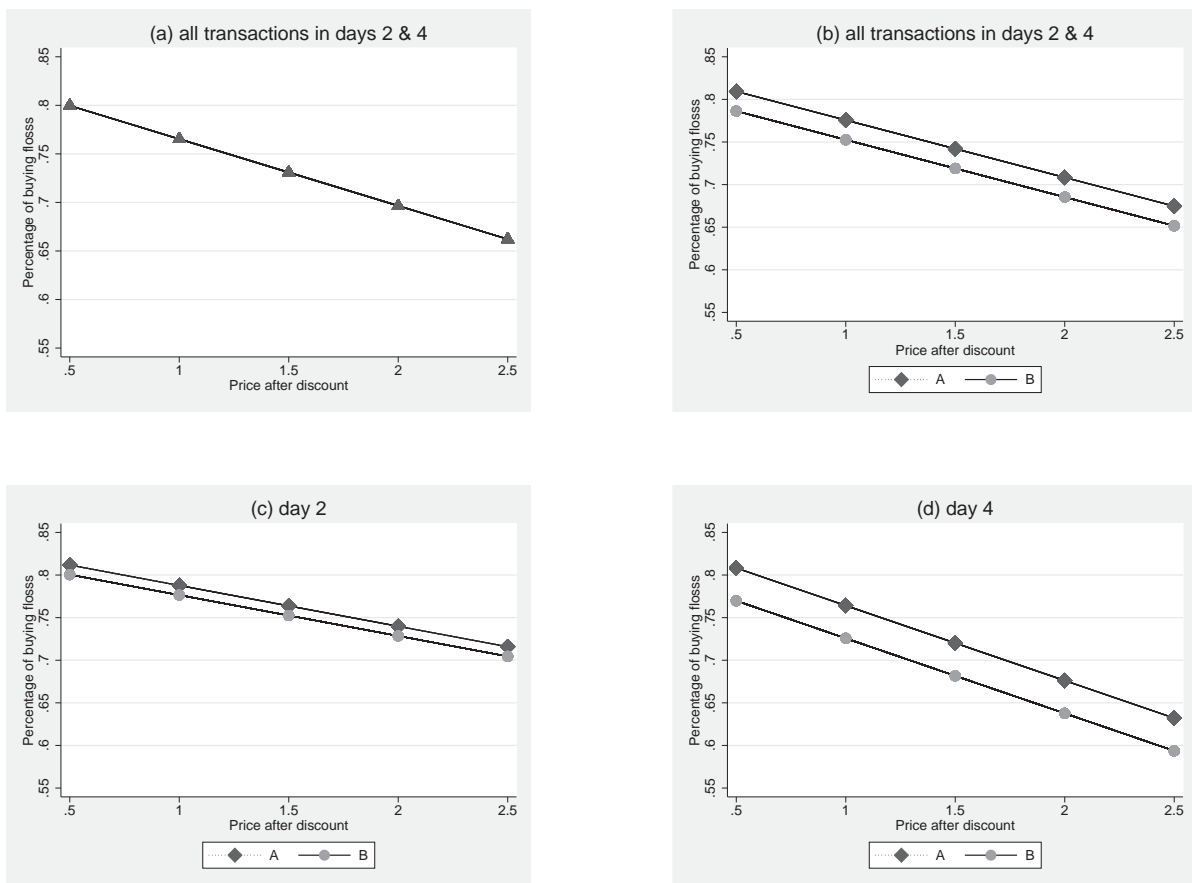 (a) all transactions in days 2 & 4
Percentage of buying flosss
.85
.8
.75
.7
.65
.6
.55
.5 1 1.5 2 2.5
Price after discount
(b) all transactions in days 2 & 4
Percentage of buying flosss
.85
.8
.75
.7
.65
.6
.55
.5 1 1.5 2 2.5
Price after discount
A B
(c) day 2
Percentage of buying flosss
.85
.8
.75
.7
.65
.6
.55
.5 1 1.5 2 2.5
Price after discount
A B
(d) day 4
Percentage of buying flosss
.85
.8
.75
.7
.65
.6
.55
.5 1 1.5 2 2.5
Price after discount
A B